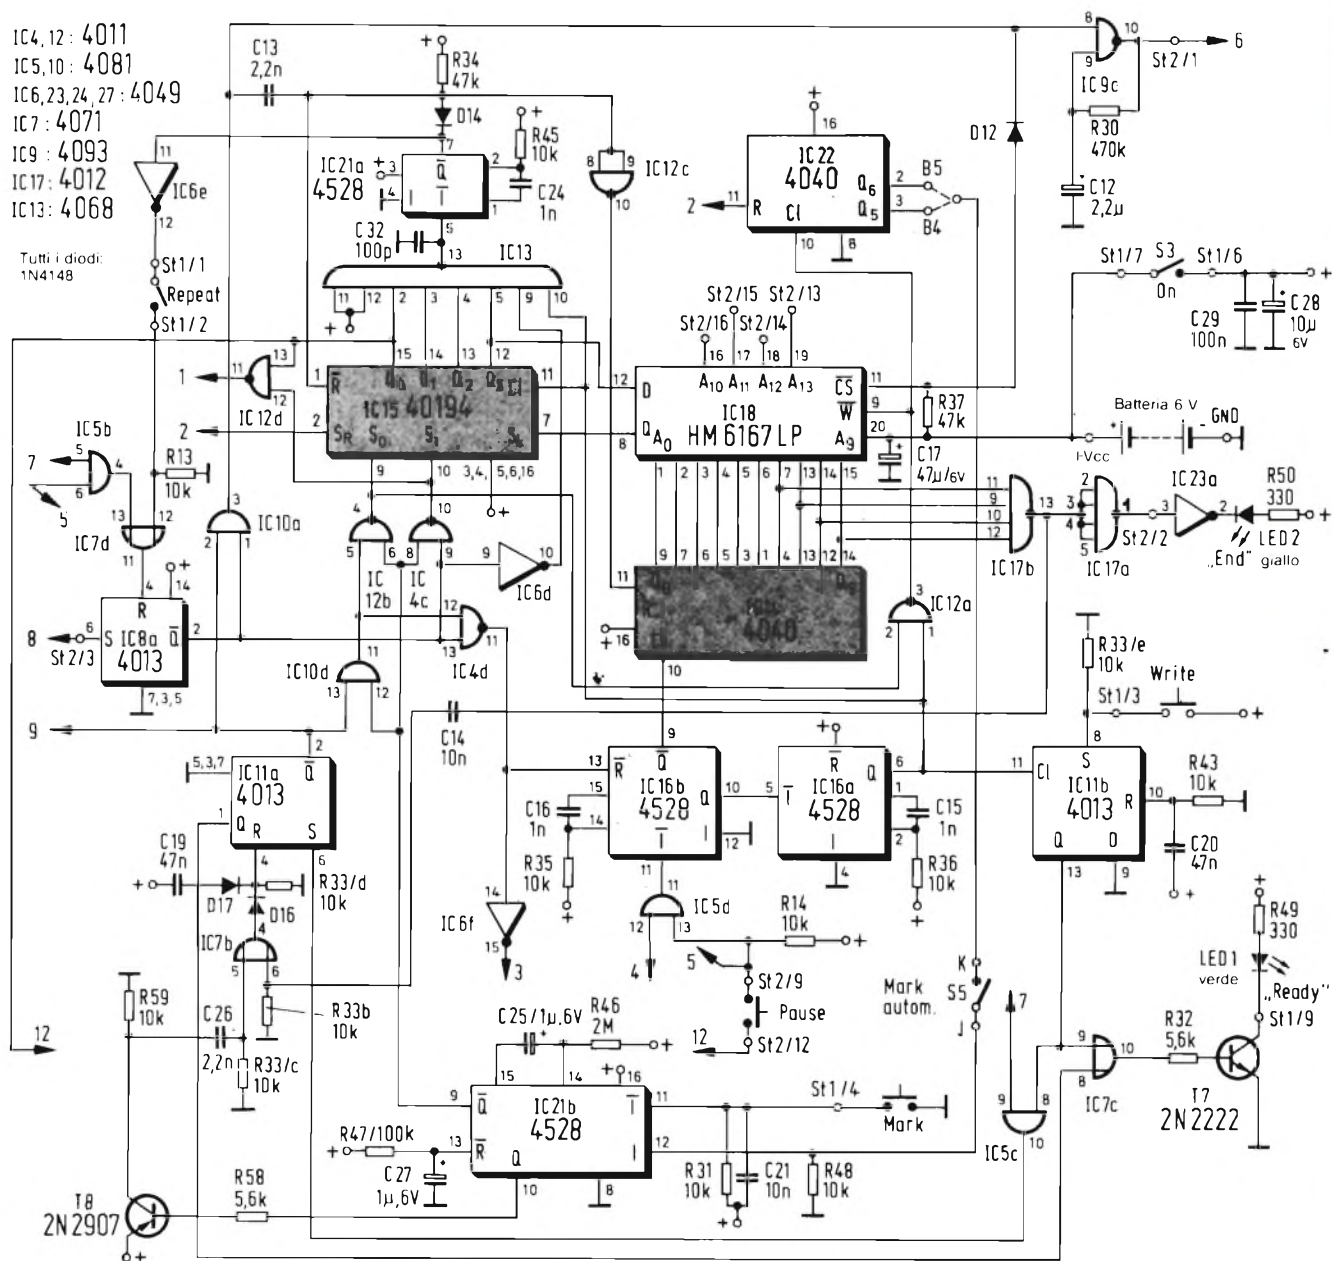 IC4,12: 4011
IC5,10: 4081
IC6,23,24,27: 4049
IC7: 4071
IC9: 4093
IC17: 4012
IC13: 4068
Tutti i diodi:
1N4148
C13
2,2n
R34
47k
D14
R45
10k
C24
1n
IC21a
4528
C32
100p
IC13
IC6e
St1/1
Repeat
St1/2
IC12c
IC22
4040
Q6
Q5
R
Cl
B5
B4
D12
IC9c
St2/1
R30
470k
C12
2,2µ
St1/7
S3
On
St1/6
C29
100n
C28
10µ
6V
IC12d
IC15 40194
St2/15
St2/13
St2/16
St2/14
A10 A11 A12 A13
IC18
HM 6167 LP
D
Q
A0
CS
W
A9
R37
47k
C17
47µ/6V
Batteria 6 V
GND
+Vcc
IC5b
R13
10k
IC7d
IC10a
IC8a
4013
St2/3
IC
12b
IC
4c
IC6d
IC4d
IC10d
4040
IC12a
IC17b
IC17a
St2/2
IC23a
R50
330
LED2
giallo
„End"
R33/e
10k
Write
St1/3
IC11a
4013
C14
10n
IC16b
4528
IC16a
4528
C16
1n
R35
10k
C15
1n
R36
10k
IC11b
4013
R43
10k
C20
47n
C19
47n
D17
D16
R33/d
10k
IC7b
R33b
10k
R59
10k
C26
2,2n
R33/c
10k
IC6f
IC5d
R14
10k
St2/9
Pause
St2/12
Mark
autom.
K
S5
J
R49
330
LED1
verde
„Ready"
St1/9
R32
5,6k
T7
2N2222
IC7c
IC5c
C25/1µ,6V
R46
2M
IC21b
4528
St1/4
Mark
R47/100k
C27
1µ,6V
R31
10k
C21
10n
R48
10k
R58
5,6k
T8
2N2907